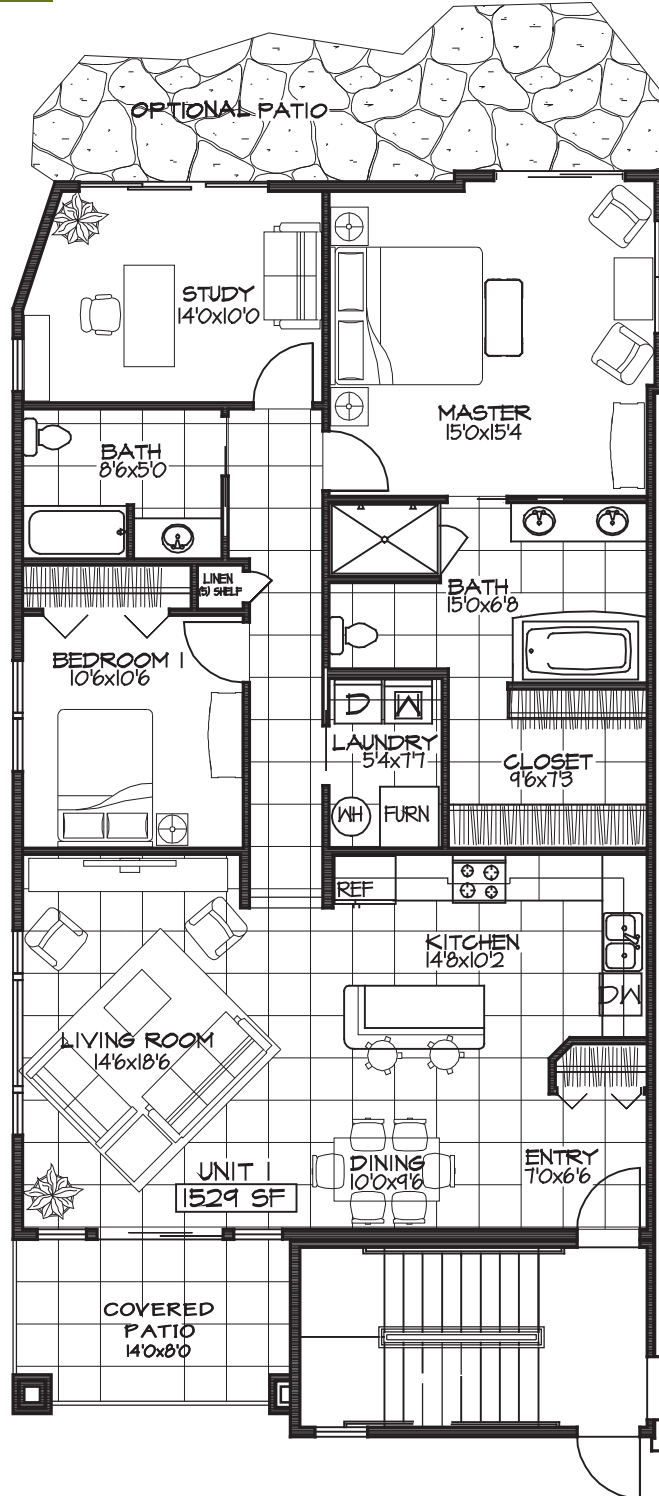 OPTIONAL PATIO
STUDY
14'0x10'0
MASTER
15'0x15'4
BATH
8'6x5'0
LINEN
(5) SHELF
BATH
15'0x6'8
BEDROOM 1
10'6x10'6
D
W
LAUNDRY
5'4x7'7
CLOSET
9'6x7'3
WH
FURN
REF
KITCHEN
14'8x10'2
DW
LIVING ROOM
14'6x18'6
ENTRY
7'0x6'6
DINING
10'0x9'6
UNIT 1
1529 SF
COVERED
PATIO
14'0x8'0